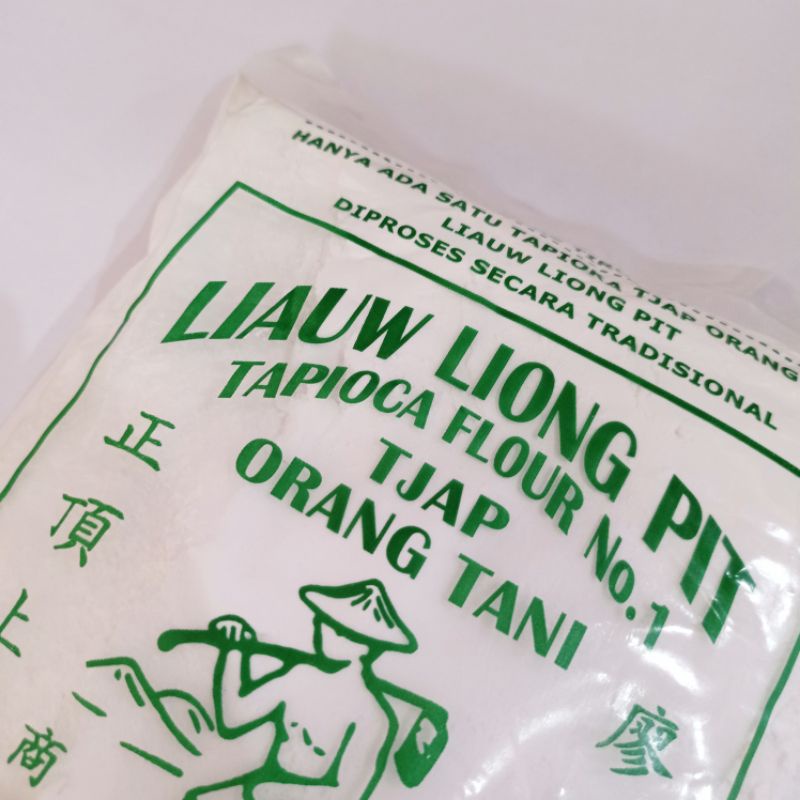 HANYA ADA SATU TAPIOKA TJAP ORANG
LIAUW LIONG PIT
DIPROSES SECARA TRADISIONAL
LIAUW LIONG PIT
TAPIOCA FLOUR No.1
TJAP
ORANG TANI
正頂上商
廖